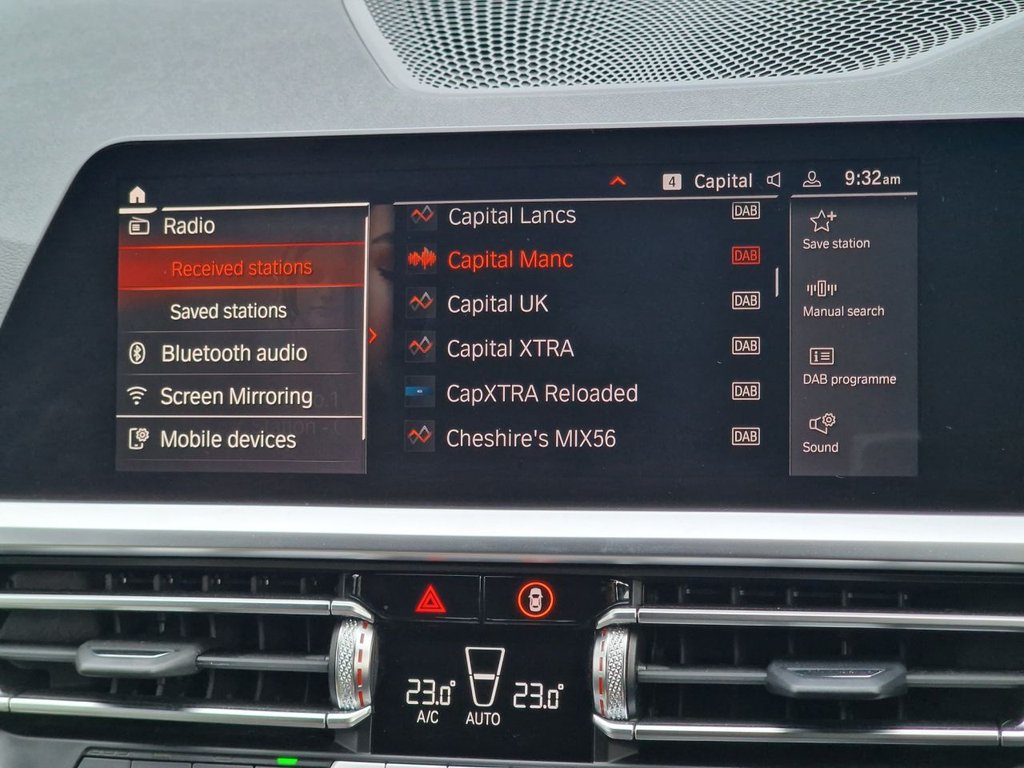 4 Capital 9:32am
Radio
Received stations
Saved stations
Bluetooth audio
Screen Mirroring
Mobile devices
Capital Lancs DAB
Capital Manc DAB
Capital UK DAB
Capital XTRA DAB
CapXTRA Reloaded DAB
Cheshire's MIX56 DAB
Save station
Manual search
DAB programme
Sound
23.0° 23.0°
A/C AUTO